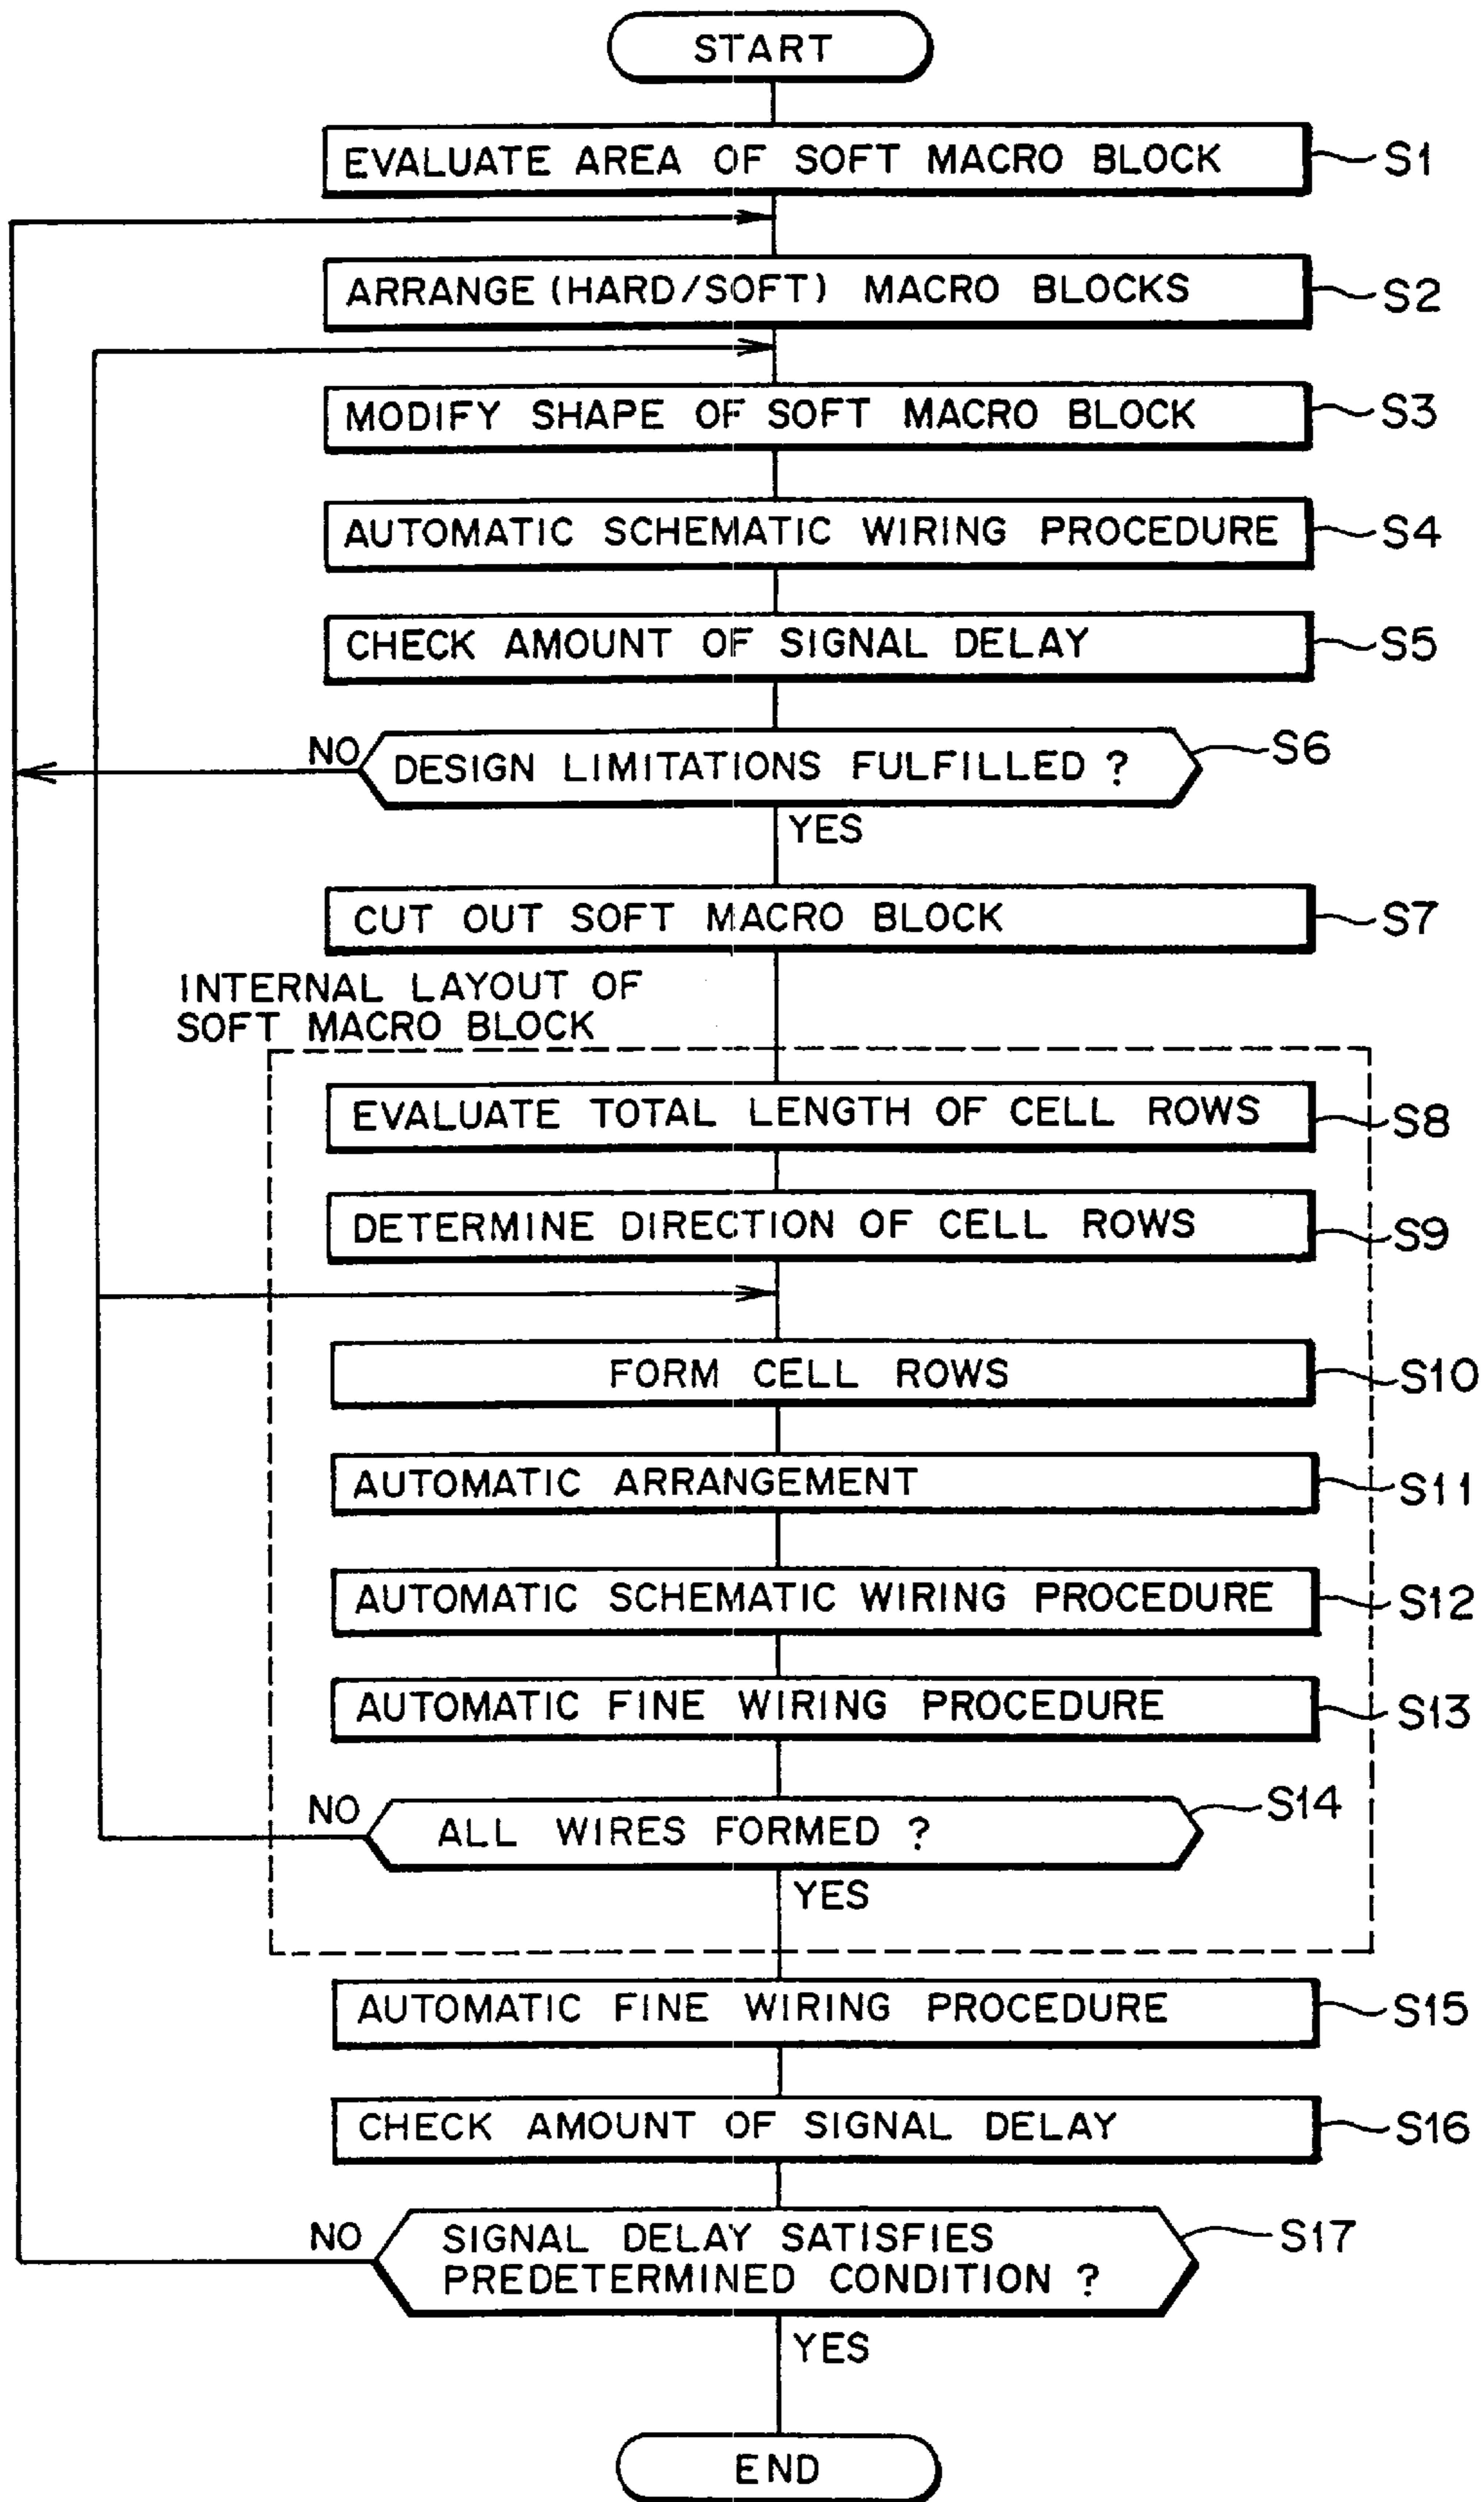 START
EVALUATE AREA OF SOFT MACRO BLOCK
S1
ARRANGE (HARD/SOFT) MACRO BLOCKS
S2
MODIFY SHAPE OF SOFT MACRO BLOCK
S3
AUTOMATIC SCHEMATIC WIRING PROCEDURE
S4
CHECK AMOUNT OF SIGNAL DELAY
S5
NO
DESIGN LIMITATIONS FULFILLED ?
S6
YES
CUT OUT SOFT MACRO BLOCK
S7
INTERNAL LAYOUT OF
SOFT MACRO BLOCK
EVALUATE TOTAL LENGTH OF CELL ROWS
S8
DETERMINE DIRECTION OF CELL ROWS
S9
FORM CELL ROWS
S10
AUTOMATIC ARRANGEMENT
S11
AUTOMATIC SCHEMATIC WIRING PROCEDURE
S12
AUTOMATIC FINE WIRING PROCEDURE
S13
NO
ALL WIRES FORMED ?
S14
YES
AUTOMATIC FINE WIRING PROCEDURE
S15
CHECK AMOUNT OF SIGNAL DELAY
S16
NO
SIGNAL DELAY SATISFIES
PREDETERMINED CONDITION ?
S17
YES
END